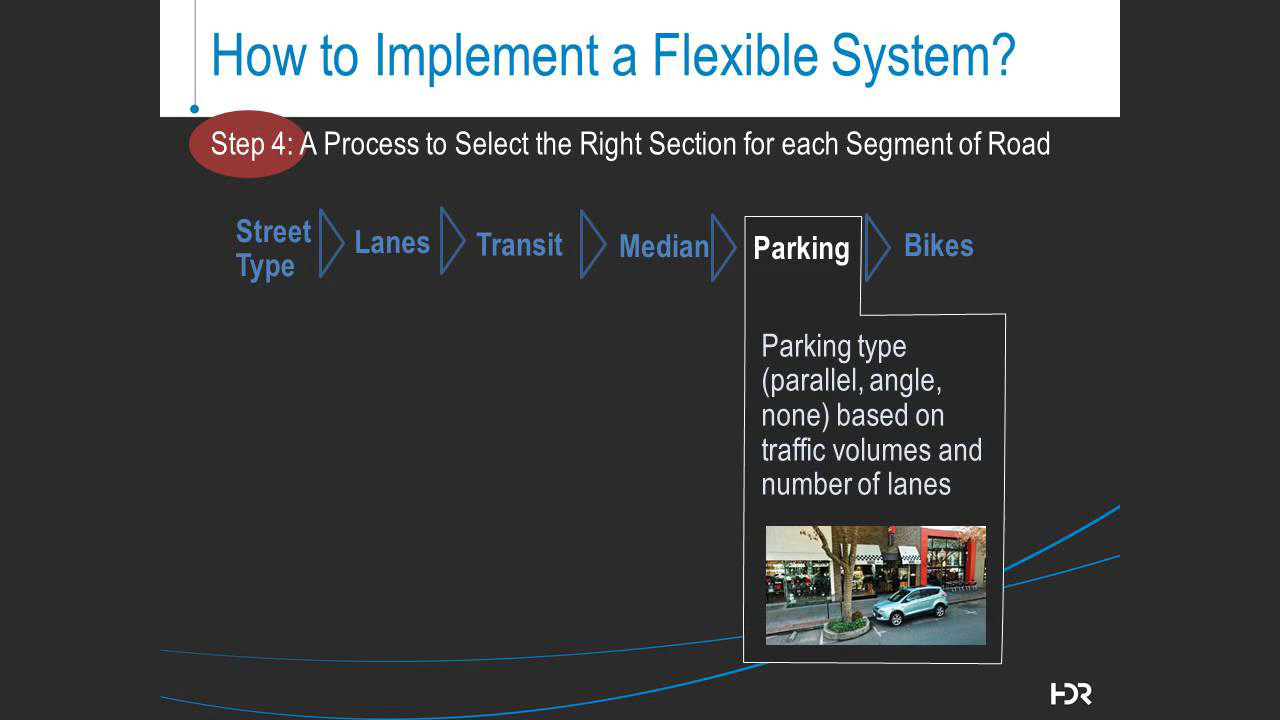 How to Implement a Flexible System?
Step 4: A Process to Select the Right Section for each Segment of Road
Street
Type
Lanes
Transit
Median
Parking
Bikes
Parking type
(parallel, angle,
none) based on
traffic volumes and
number of lanes
HDR